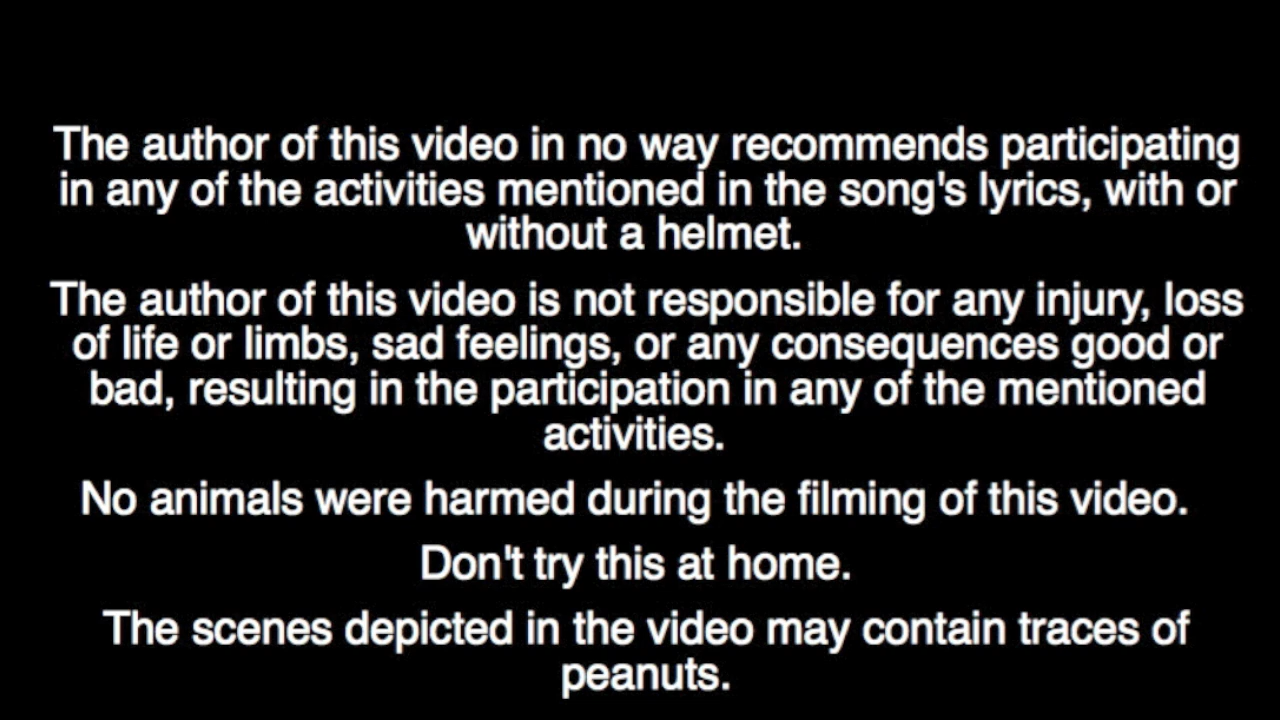 The author of this video in no way recommends participating
in any of the activities mentioned in the song's lyrics, with or
without a helmet.
The author of this video is not responsible for any injury, loss
of life or limbs, sad feelings, or any consequences good or
bad, resulting in the participation in any of the mentioned
activities.
No animals were harmed during the filming of this video.
Don't try this at home.
The scenes depicted in the video may contain traces of
peanuts.